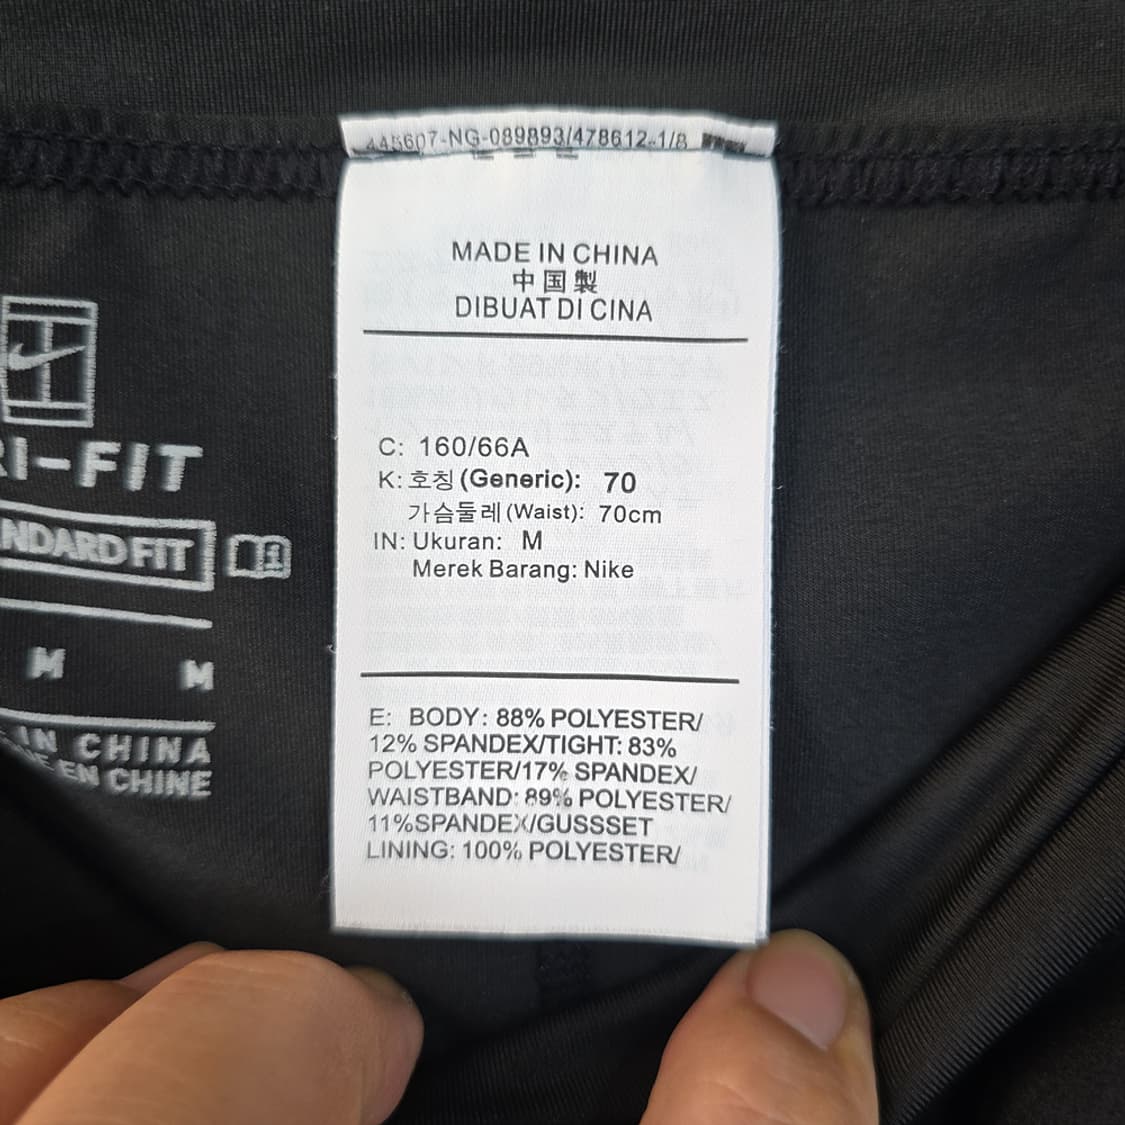 445607-NG-089893/478612-1/8
MADE IN CHINA
中国製
DIBUAT DI CINA
C: 160/66A
K: 호칭 (Generic): 70
가슴둘레 (Waist): 70cm
IN: Ukuran: M
Merek Barang: Nike
E: BODY: 88% POLYESTER/
12% SPANDEX/TIGHT: 83%
POLYESTER/17% SPANDEX/
WAISTBAND: 89% POLYESTER/
11%SPANDEX/GUSSSET
LINING: 100% POLYESTER/
RI-FIT
NDARD FIT
M M
IN CHINA
EN CHINE